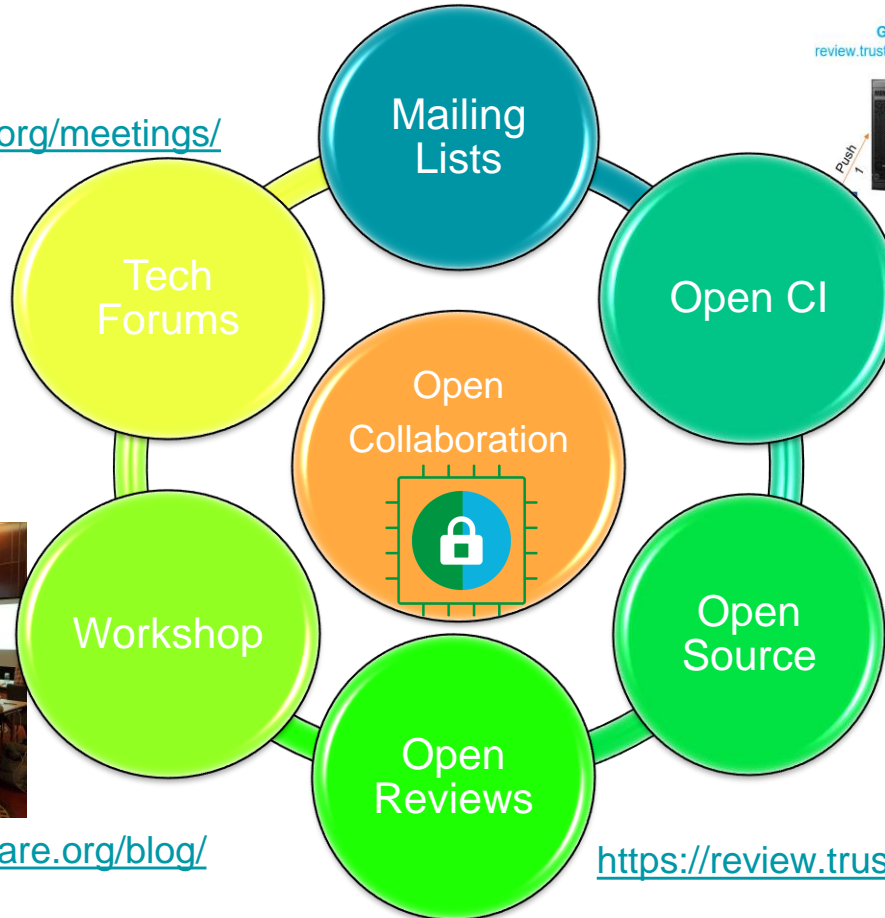 G
review.trust
org/meetings/
Mailing
Lists
Push
1
Tech
Forums
Open CI
Open
Collaboration
Workshop
Open
Source
Open
Reviews
are.org/blog/
https://review.trus